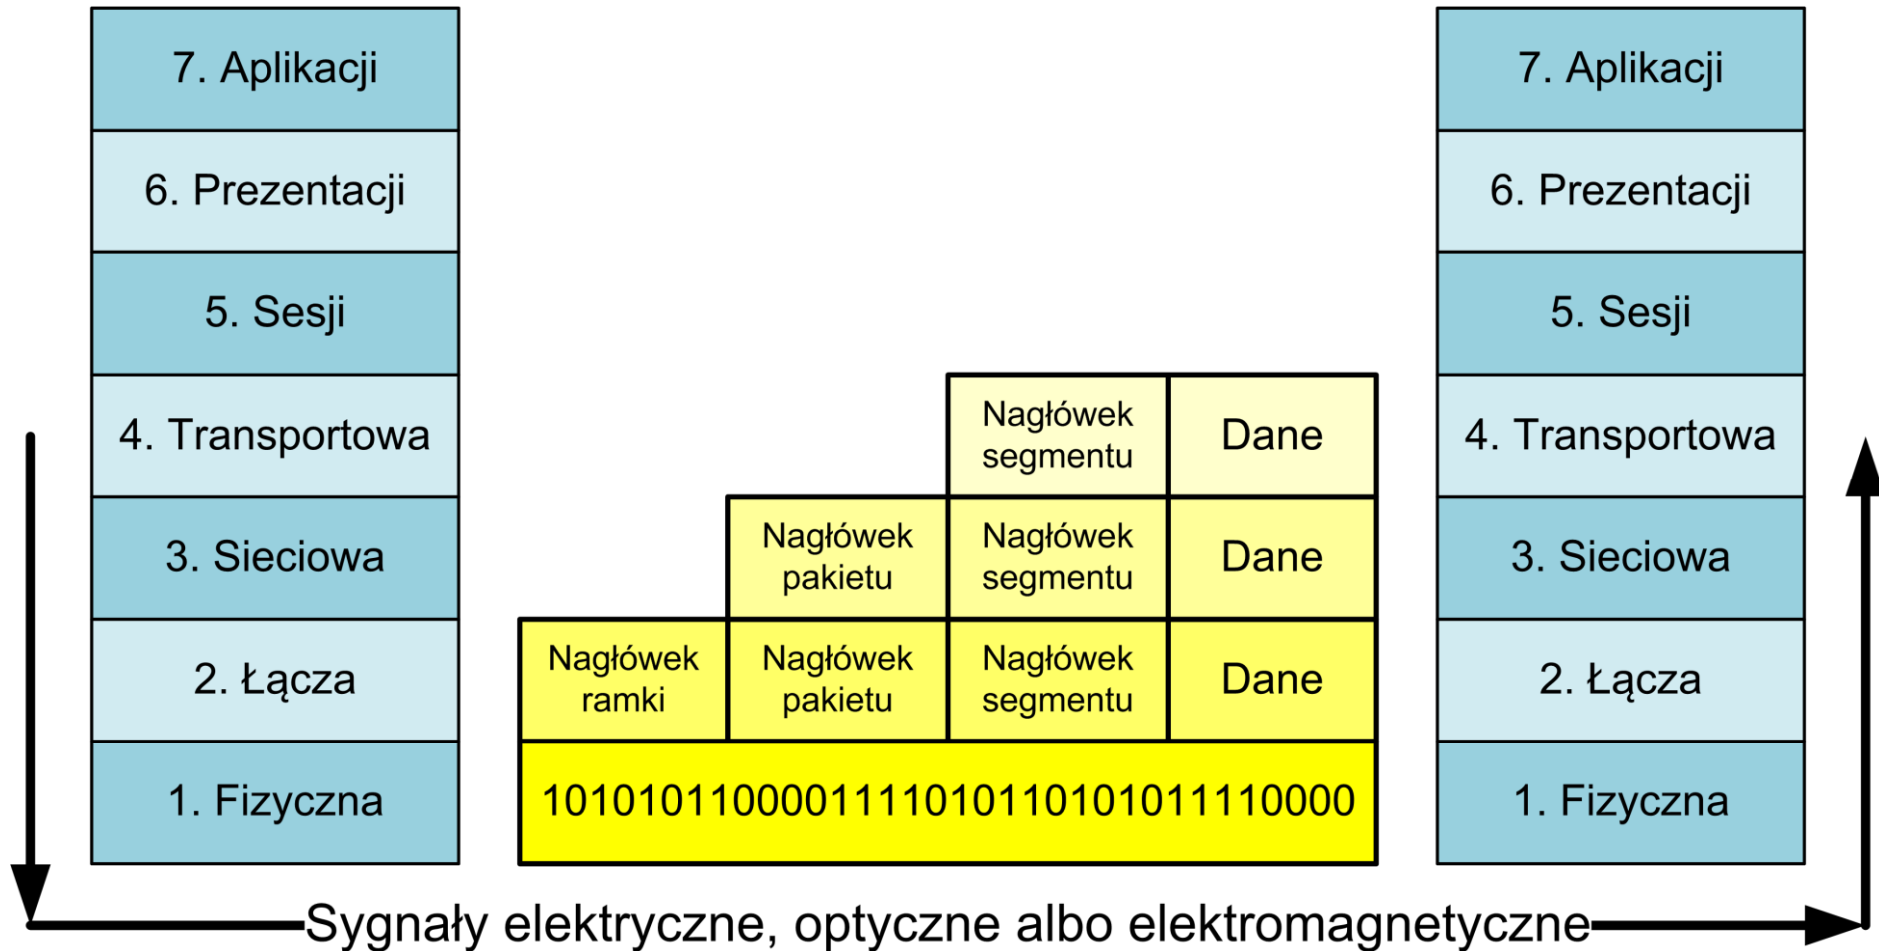 7. Aplikacji
6. Prezentacji
5. Sesji
4. Transportowa
3. Sieciowa
2. Łącza
1. Fizyczna
Nagłówek
segmentu
Dane
Nagłówek
pakietu
Nagłówek
segmentu
Dane
Nagłówek
ramki
Nagłówek
pakietu
Nagłówek
segmentu
Dane
1010101100001111010110101011110000
7. Aplikacji
6. Prezentacji
5. Sesji
4. Transportowa
3. Sieciowa
2. Łącza
1. Fizyczna
Sygnały elektryczne, optyczne albo elektromagnetyczne